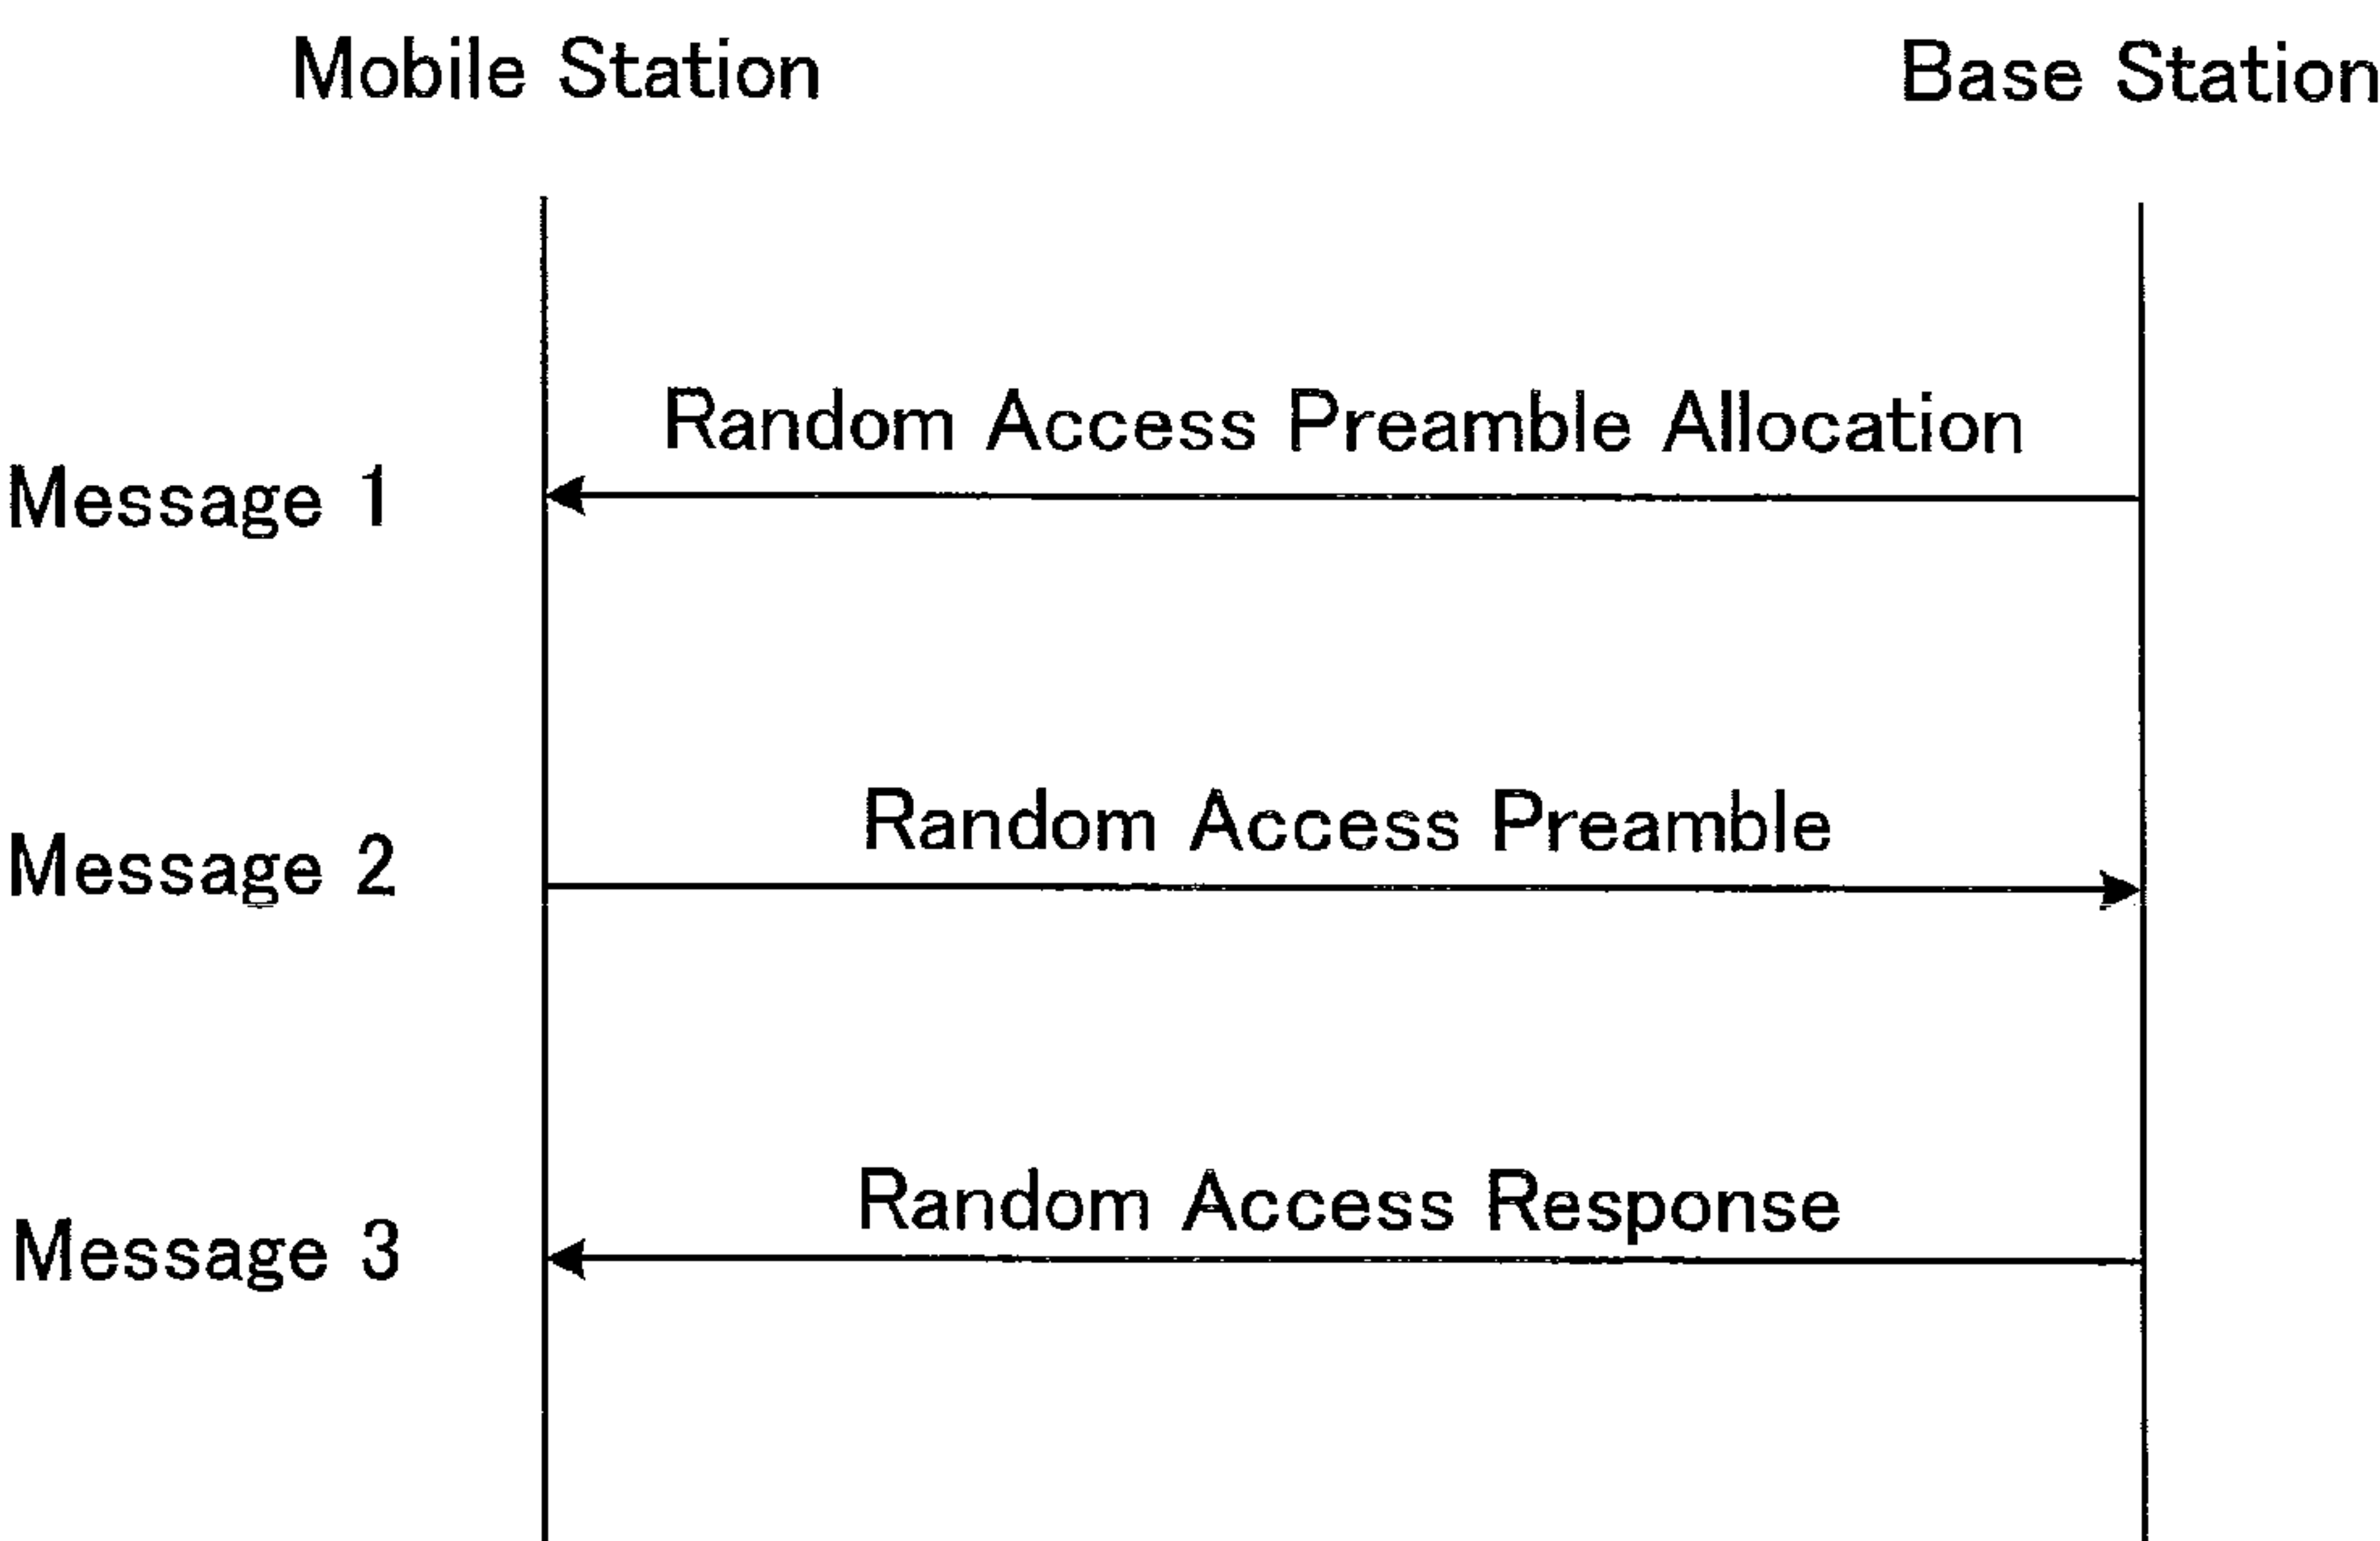 Mobile Station
Base Station
Random Access Preamble Allocation
Message 1
Random Access Preamble
Message 2
Random Access Response
Message 3